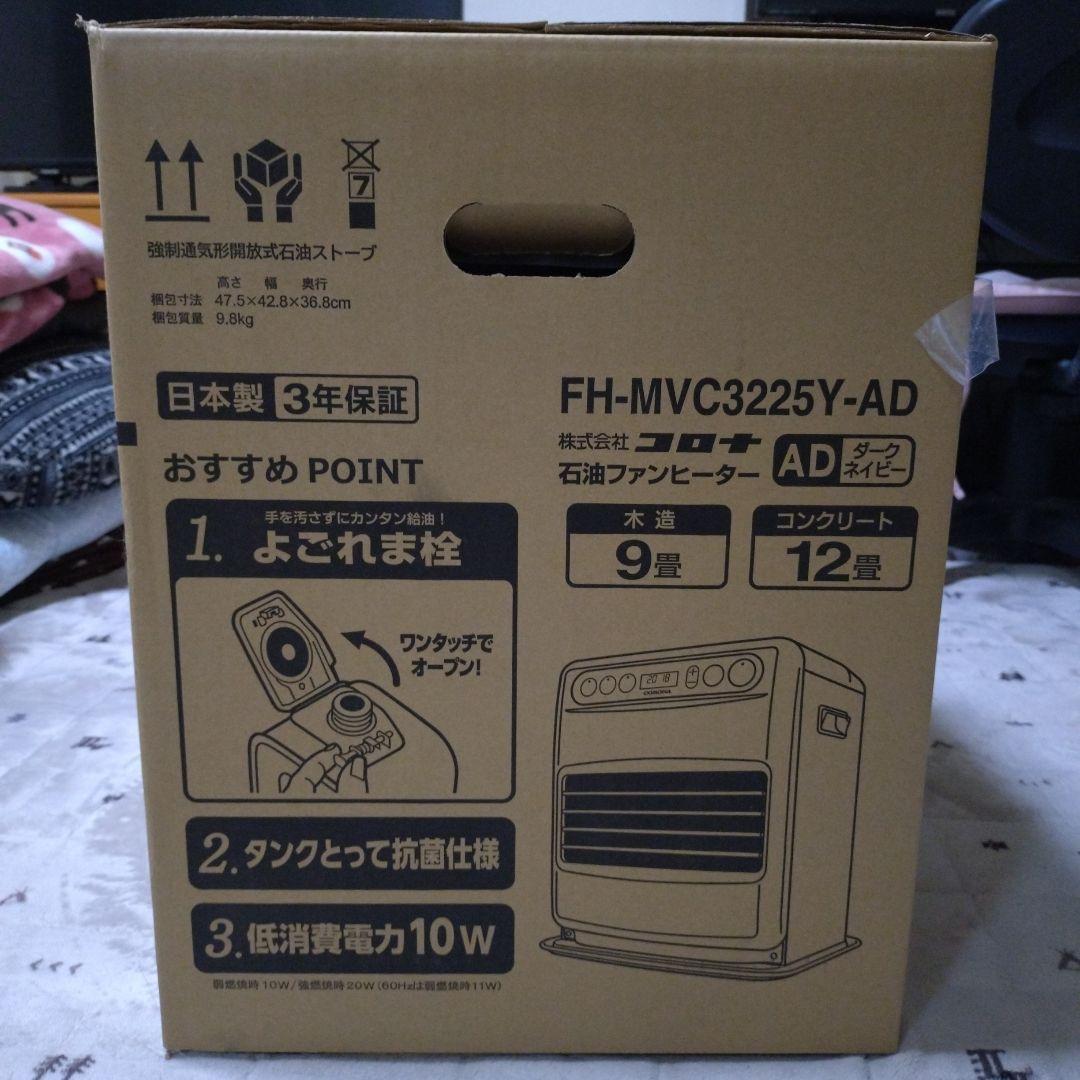 7
強制通気形開放式石油ストーブ
高さ 幅 奥行
梱包寸法 47.5×42.8×36.8cm
梱包質量 9.8kg
日本製 3年保証
おすすめ POINT
1. 手を汚さずにカンタン給油!
よごれま栓
ワンタッチで
オープン!
2. タンクとって抗菌仕様
3. 低消費電力10W
弱燃焼時10W/強燃焼時20W(60Hzは弱燃焼時11W)
FH-MVC3225Y-AD
株式会社 コロナ
石油ファンヒーター
AD ダーク
ネイビー
木造
9畳
コンクリート
12畳
20 18
CORONA